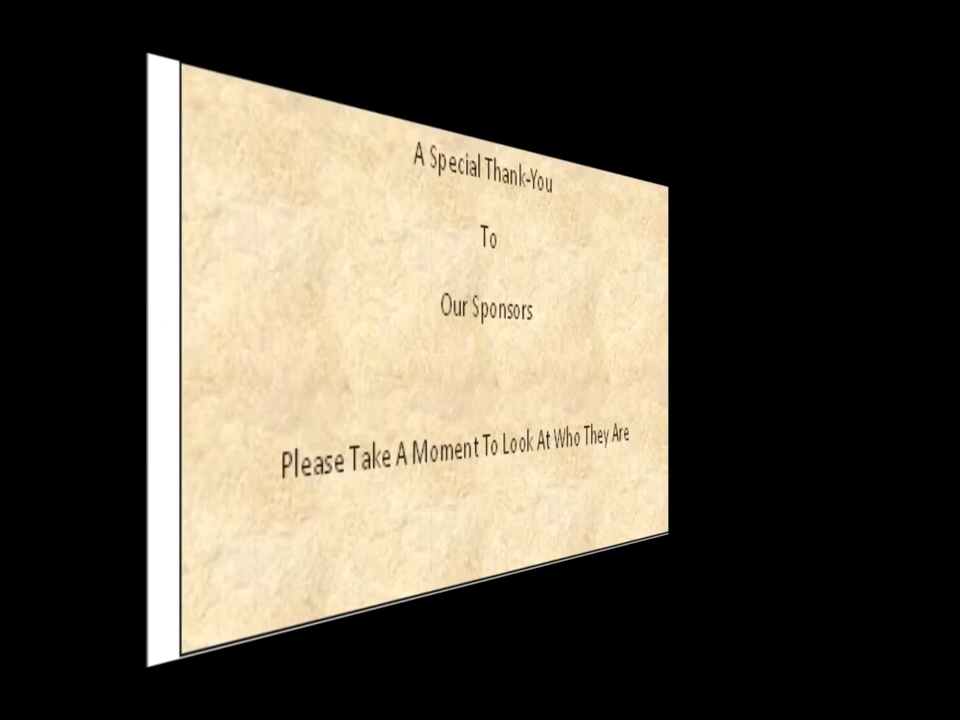 A Special Thank-You
To
Our Sponsors
Please Take A Moment To Look At Who They Are